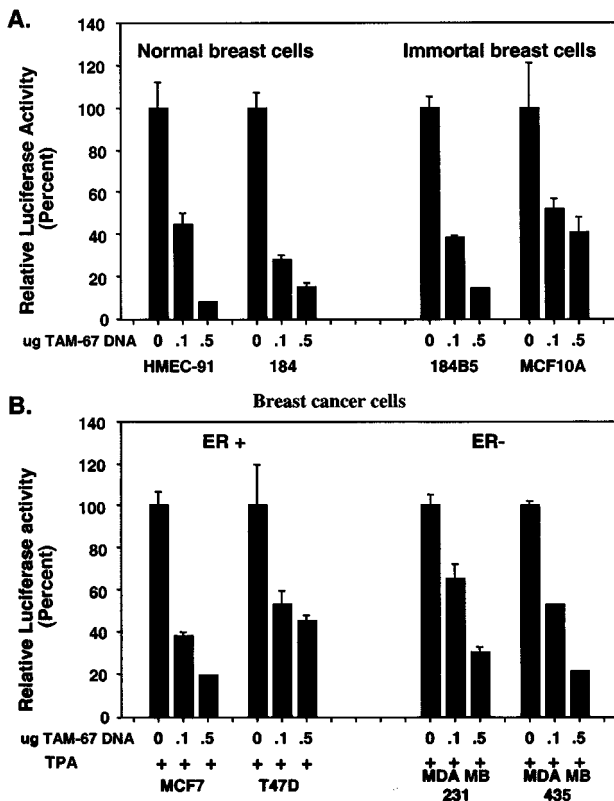 A.
Normal breast cells
Immortal breast cells
Relative Luciferase Activity
(Percent)
140
120
100
80
60
40
20
0
ug TAM-67 DNA 0 .1 .5 0 .1 .5 0 .1 .5 0 .1 .5
HMEC-91 184 184B5 MCF10A
B.
Breast cancer cells
ER +
ER-
Relative Luciferase activity
(Percent)
140
120
100
80
60
40
20
0
ug TAM-67 DNA 0 .1 .5 0 .1 .5 0 .1 .5 0 .1 .5
TPA + + + + + + + + + + + +
MCF7 T47D MDA MB MDA MB
231 435